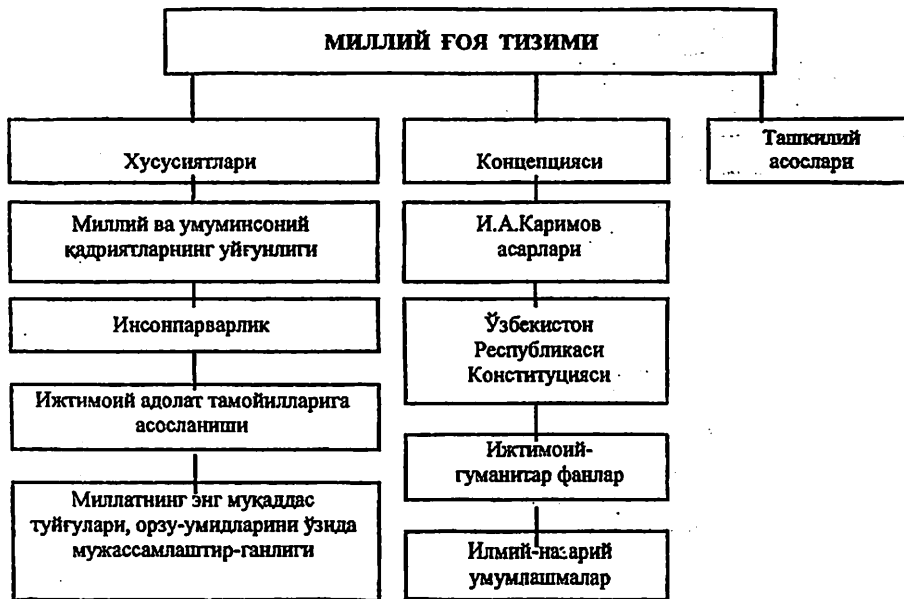 МИЛЛИЙ ҒОЯ ТИЗИМИ
Хусусиятлари
Миллий ва умуминсоний
қадриятларнинг уйғунлиги
Инсонпарварлик
Ижтимоий адолат тамойилларига
асосланиши
Миллатнинг энг муқаддас
туйғулари, орзу-умидларини ўзида
мужассамлаштир-ганлиги
Концепцияси
И.А.Каримов
асарлари
Ўзбекистон
Республикаси
Конституцияси
Ижтимоий-
гуманитар фанлар
Илмий-назарий
умумлашмалар
Ташкилий
асослари